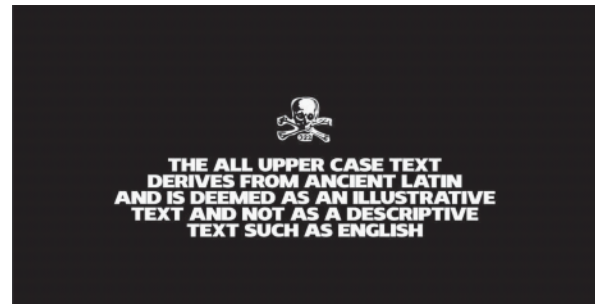 THE ALL UPPER CASE TEXT
DERIVES FROM ANCIENT LATIN
AND IS DEEMED AS AN ILLUSTRATIVE
TEXT AND NOT AS A DESCRIPTIVE
TEXT SUCH AS ENGLISH